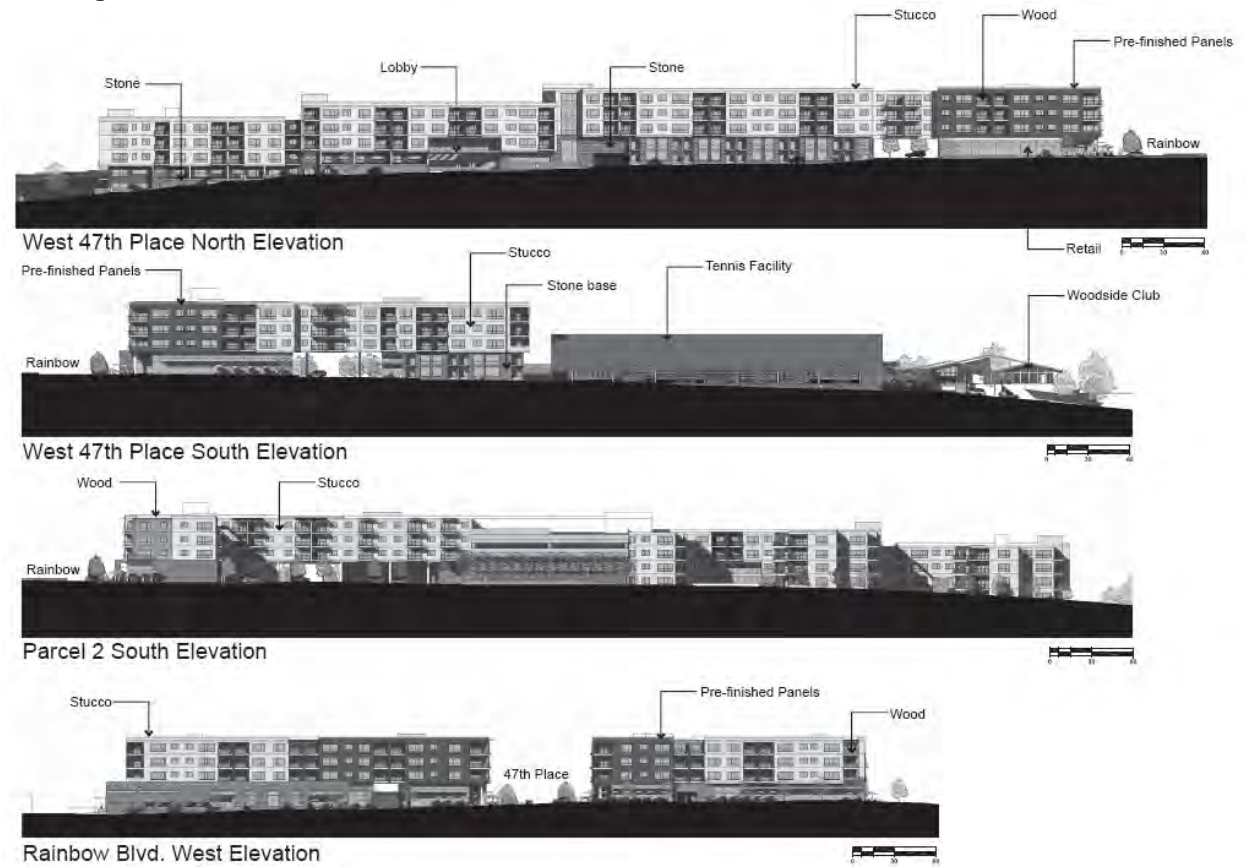 Stucco
Wood
Pre-finished Panels
Lobby
Stone
Stone
Rainbow
West 47th Place North Elevation
Retail
Stucco
Pre-finished Panels
Tennis Facility
Stone base
Woodside Club
Rainbow
West 47th Place South Elevation
Wood
Stucco
Rainbow
Parcel 2 South Elevation
Pre-finished Panels
Stucco
Wood
47th Place
Rainbow Blvd. West Elevation